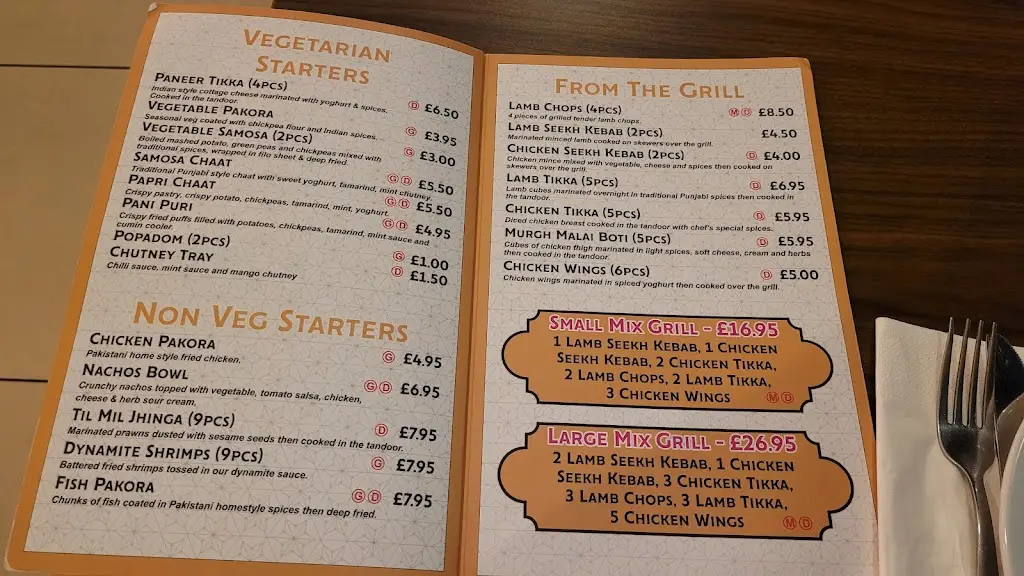 VEGETARIAN
STARTERS
PANEER TIKKA (4PCS)
Indian style cottage cheese marinated with yoghurt & spices.
Cooked in the tandoor.
D £6.50
VEGETABLE PAKORA
Seasonal veg coated with chickpea flour and Indian spices.
G £3.95
VEGETABLE SAMOSA (2PCS)
Boiled mashed potato, green peas and chickpeas mixed with
traditional spices, wrapped in filo sheet & deep fried.
G £3.00
SAMOSA CHAAT
Traditional Punjabi style chaat with sweet yoghurt, tamarind, mint chutney.
G D £5.50
PAPRI CHAAT
Crispy pastry, crispy potato, chickpeas, tamarind, mint, yoghurt.
G D £5.50
PANI PURI
Crispy fried puffs filled with potatoes, chickpeas, tamarind, mint sauce and
cumin cooler.
G D £4.95
POPADOM (2PCS)
G £1.00
CHUTNEY TRAY
Chilli sauce, mint sauce and mango chutney
D £1.50
NON VEG STARTERS
CHICKEN PAKORA
Pakistani home style fried chicken.
G £4.95
NACHOS BOWL
Crunchy nachos topped with vegetable, tomato salsa, chicken,
cheese & herb sour cream.
G D £6.95
TIL MIL JHINGA (9PCS)
Marinated prawns dusted with sesame seeds then cooked in the tandoor.
D £7.95
DYNAMITE SHRIMPS (9PCS)
Battered fried shrimps tossed in our dynamite sauce.
G £7.95
FISH PAKORA
Chunks of fish coated in Pakistani homestyle spices then deep fried.
G D £7.95
FROM THE GRILL
LAMB CHOPS (4PCS)
4 pieces of grilled tender lamb chops.
M D £8.50
LAMB SEEKH KEBAB (2PCS)
Marinated minced lamb cooked on skewers over the grill.
£4.50
CHICKEN SEEKH KEBAB (2PCS)
Chicken mince mixed with vegetable, cheese and spices then cooked on
skewers over the grill.
D £4.00
LAMB TIKKA (5PCS)
Lamb cubes marinated overnight in traditional Punjabi spices then cooked in
the tandoor.
D £6.95
CHICKEN TIKKA (5PCS)
Diced chicken breast cooked in the tandoor with chef's special spices.
D £5.95
MURGH MALAI BOTI (5PCS)
Cubes of chicken thigh marinated in light spices, soft cheese, cream and herbs
then cooked in the tandoor.
D £5.95
CHICKEN WINGS (6PCS)
Chicken wings marinated in spiced yoghurt then cooked over the grill.
D £5.00
SMALL MIX GRILL - £16.95
1 LAMB SEEKH KEBAB, 1 CHICKEN
SEEKH KEBAB, 2 CHICKEN TIKKA,
2 LAMB CHOPS, 2 LAMB TIKKA,
3 CHICKEN WINGS M D
LARGE MIX GRILL - £26.95
2 LAMB SEEKH KEBAB, 1 CHICKEN
SEEKH KEBAB, 3 CHICKEN TIKKA,
3 LAMB CHOPS, 3 LAMB TIKKA,
5 CHICKEN WINGS M D